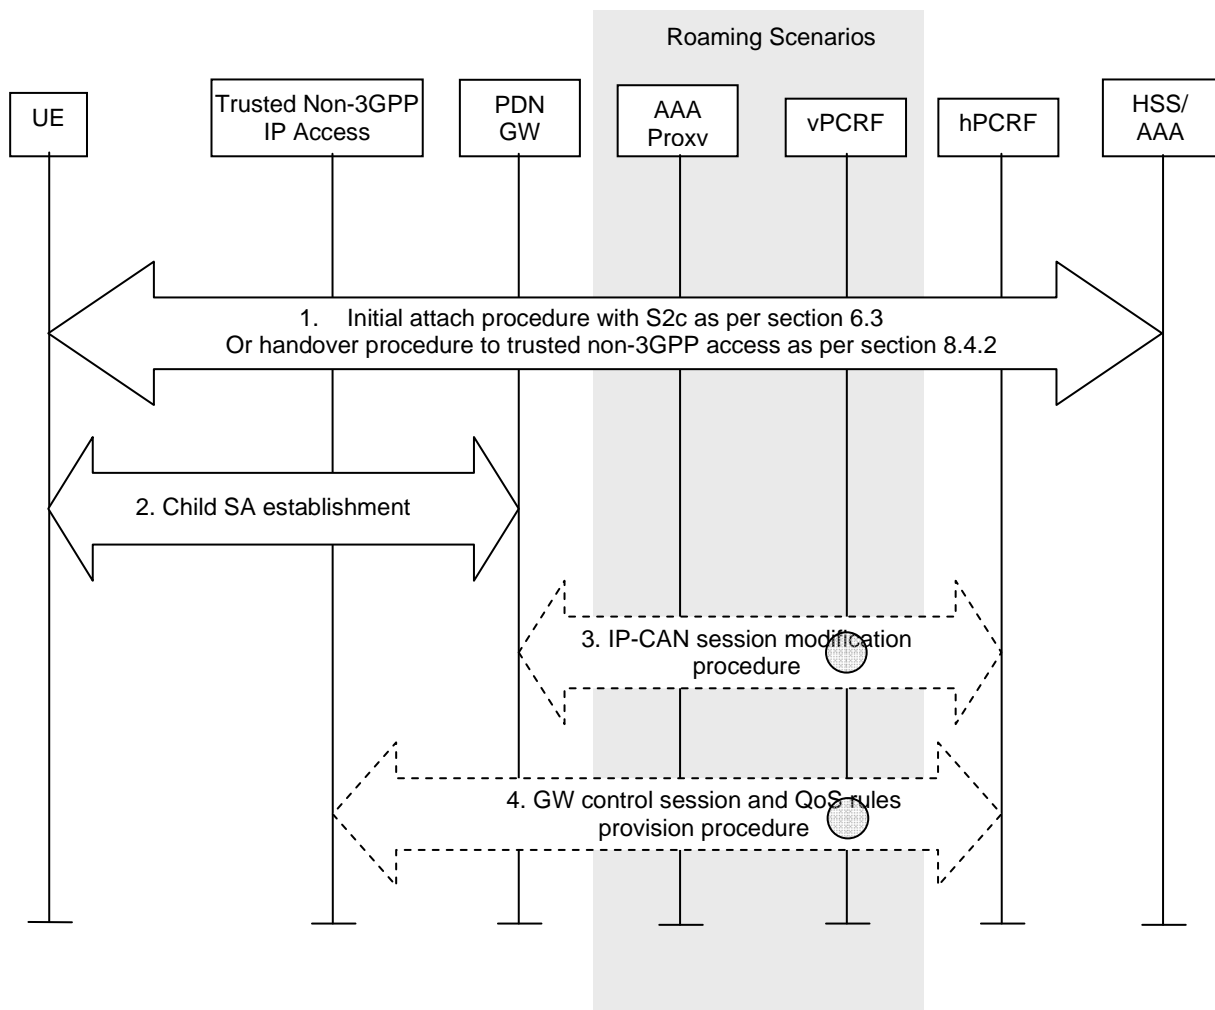 Roaming Scenarios
UE
Trusted Non-3GPP
IP Access
PDN
GW
AAA
Proxv
vPCRF
hPCRF
HSS/
AAA
1. Initial attach procedure with S2c as per section 6.3
Or handover procedure to trusted non-3GPP access as per section 8.4.2
2. Child SA establishment
3. IP-CAN session modification
procedure
4. GW control session and QoS rules
provision procedure